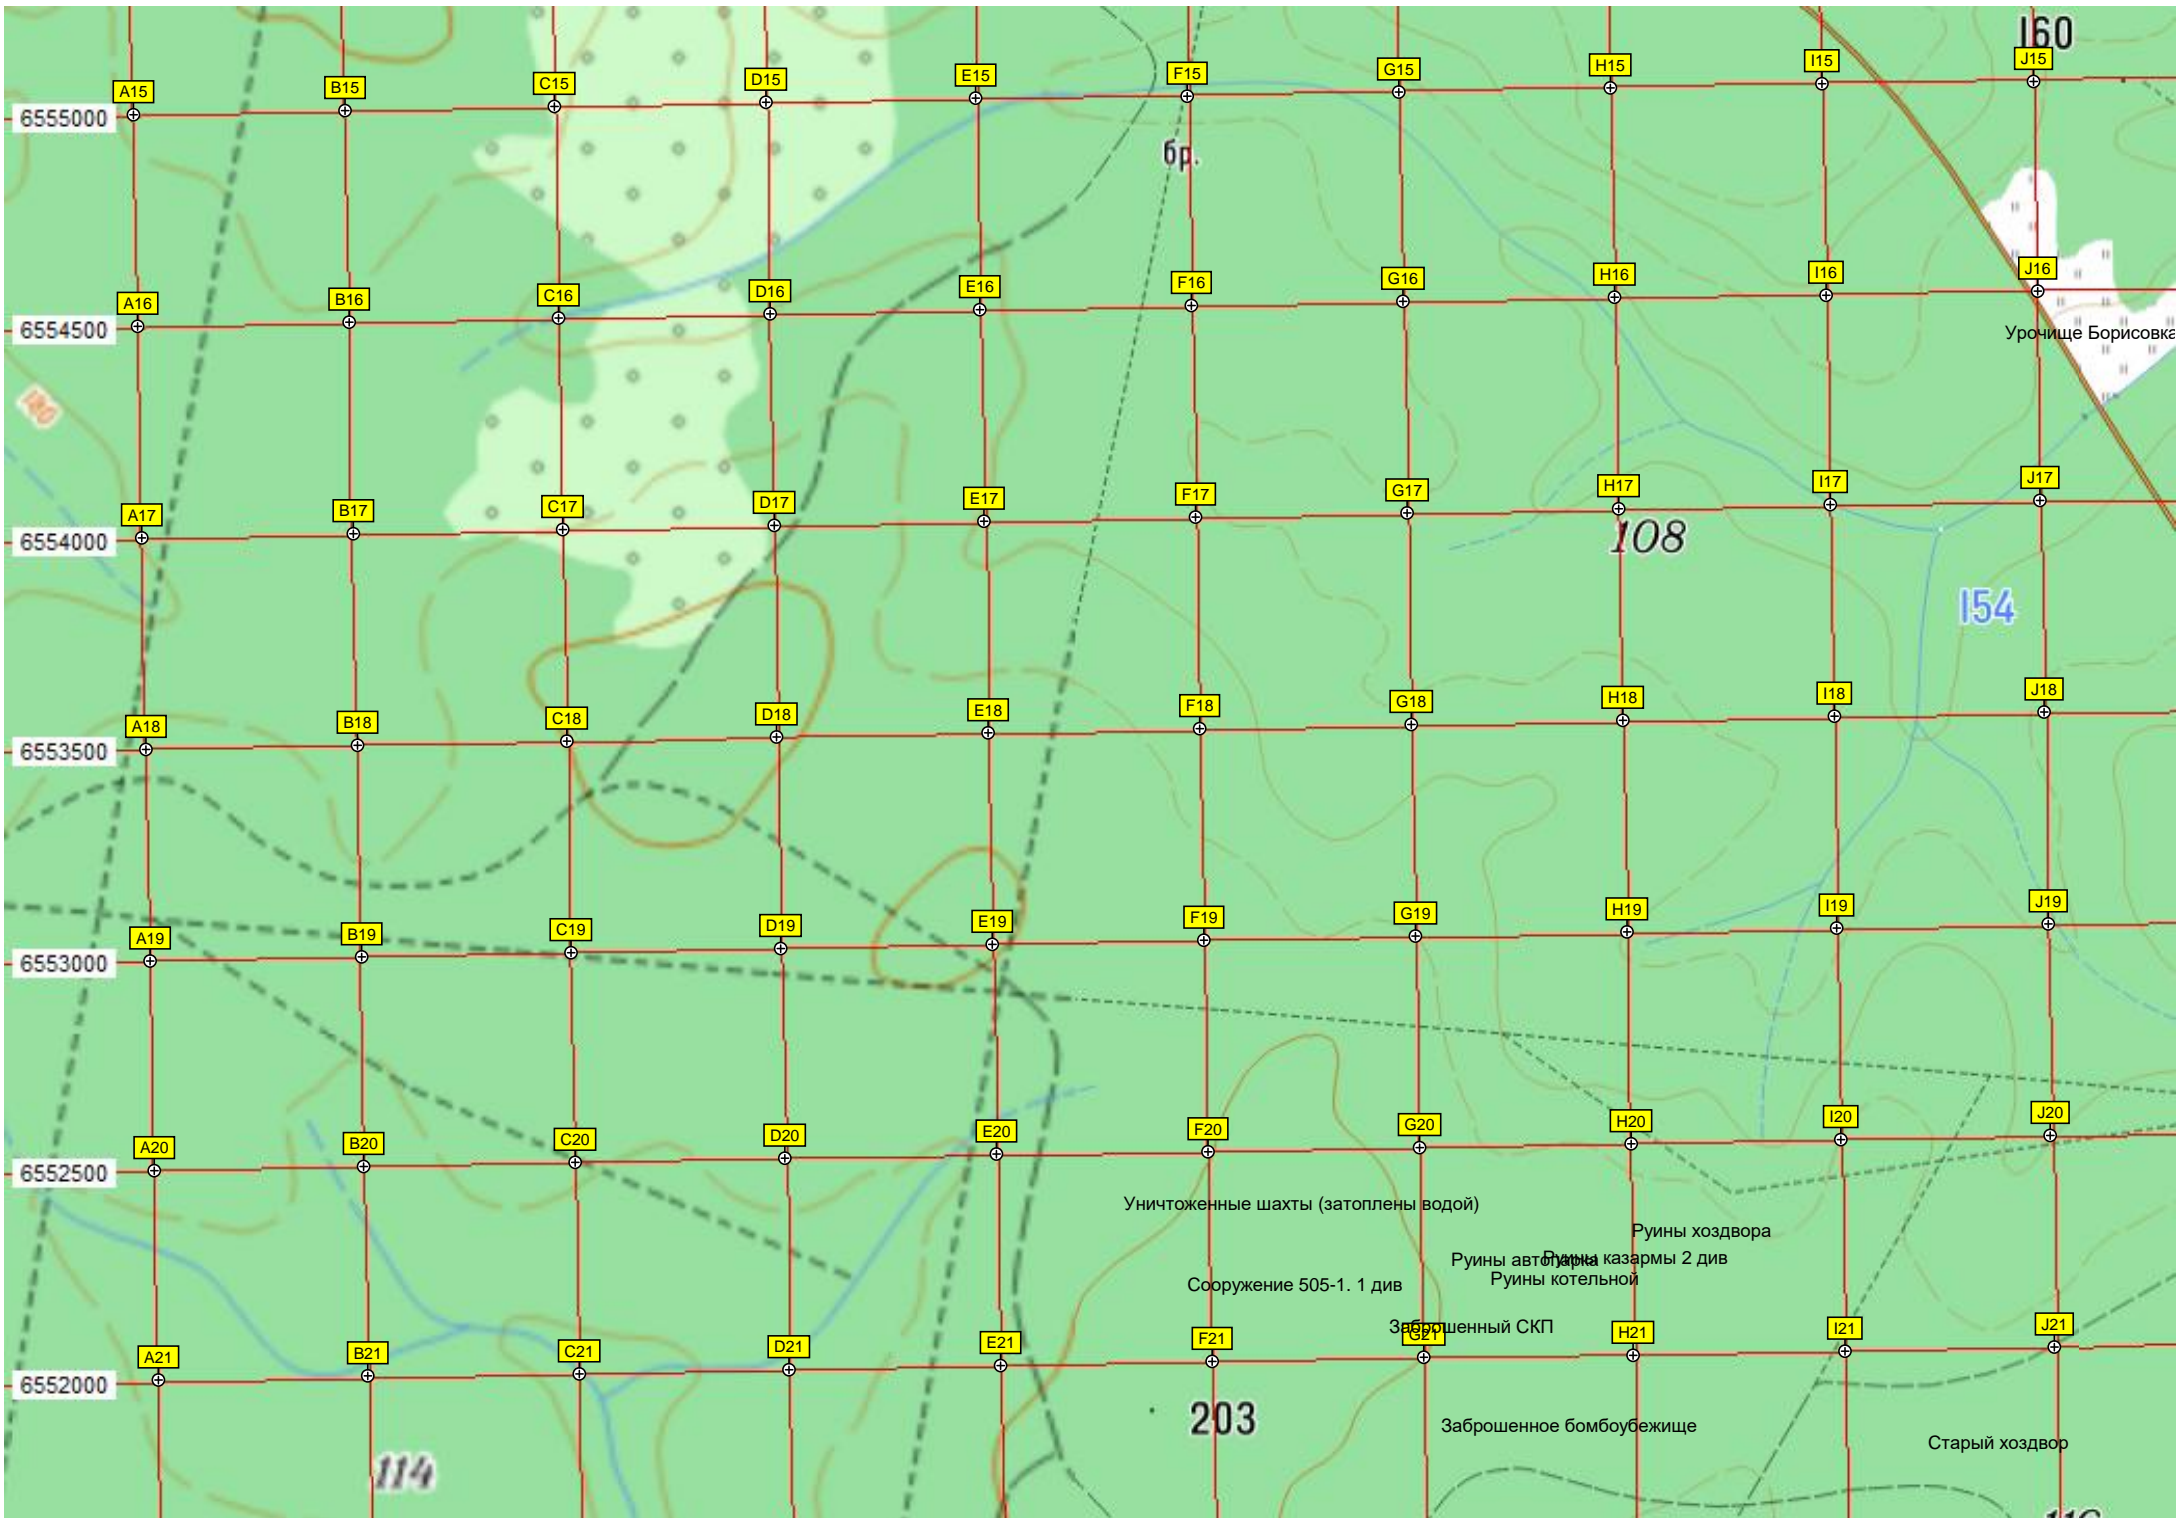 160
A15 B15 C15 D15 E15 F15 G15 H15 I15 J15
6555000
бр.
A16 B16 C16 D16 E16 F16 G16 H16 I16 J16
6554500
Урочище Борисовка
180
A17 B17 C17 D17 E17 F17 G17 H17 I17 J17
6554000
108
154
A18 B18 C18 D18 E18 F18 G18 H18 I18 J18
6553500
A19 B19 C19 D19 E19 F19 G19 H19 I19 J19
6553000
A20 B20 C20 D20 E20 F20 G20 H20 I20 J20
6552500
Уничтоженные шахты (затоплены водой)
Руины хоздвора
Руины автопарка
Руины казармы 2 див
Руины котельной
Сооружение 505-1. 1 див
Заброшенный СКП
A21 B21 C21 D21 E21 F21 G21 H21 I21 J21
6552000
203
Заброшенное бомбоубежище
Старый хоздвор
114